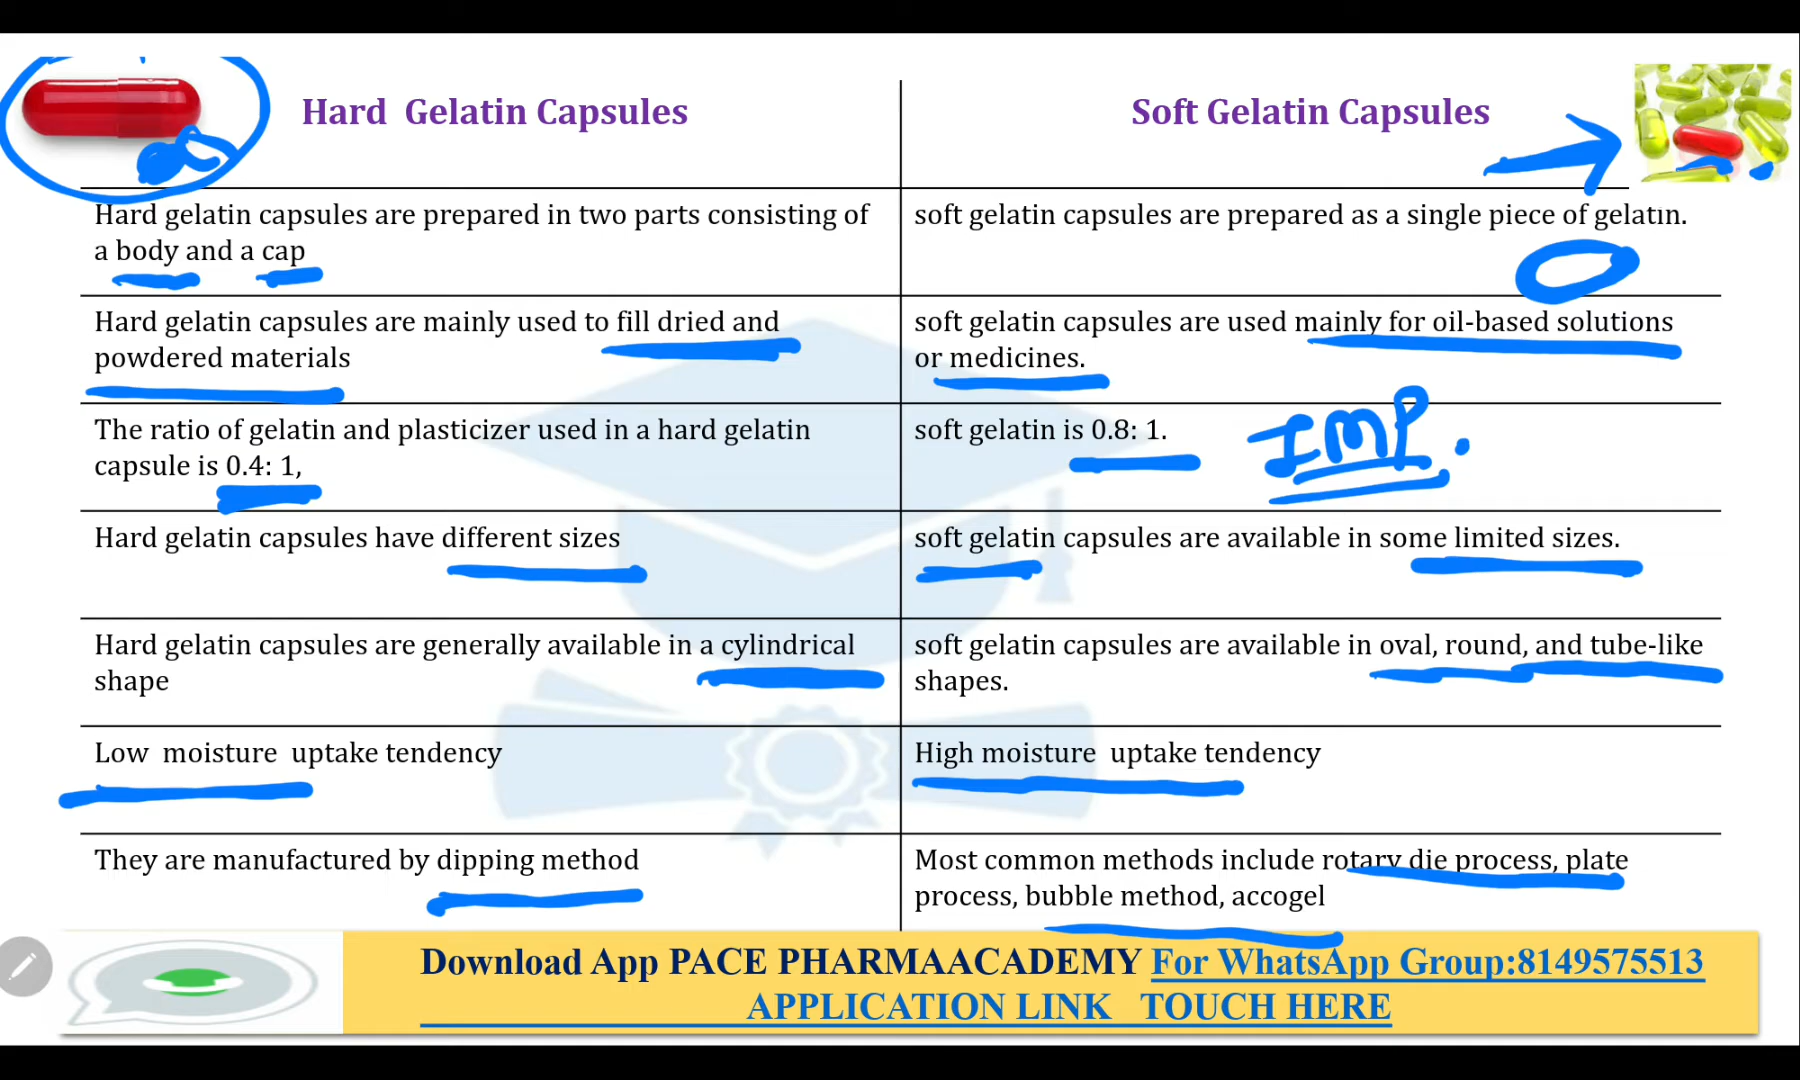 Hard Gelatin Capsules
Soft Gelatin Capsules
Hard gelatin capsules are prepared in two parts consisting of
a body and a cap
soft gelatin capsules are prepared as a single piece of gelatin.
Hard gelatin capsules are mainly used to fill dried and
powdered materials
soft gelatin capsules are used mainly for oil-based solutions
or medicines.
The ratio of gelatin and plasticizer used in a hard gelatin
capsule is 0.4: 1,
soft gelatin is 0.8: 1.
IMP.
Hard gelatin capsules have different sizes
soft gelatin capsules are available in some limited sizes.
Hard gelatin capsules are generally available in a cylindrical
shape
soft gelatin capsules are available in oval, round, and tube-like
shapes.
Low moisture uptake tendency
High moisture uptake tendency
They are manufactured by dipping method
Most common methods include rotary die process, plate
process, bubble method, accogel
Download App PACE PHARMAACADEMY For WhatsApp Group:8149575513
APPLICATION LINK TOUCH HERE